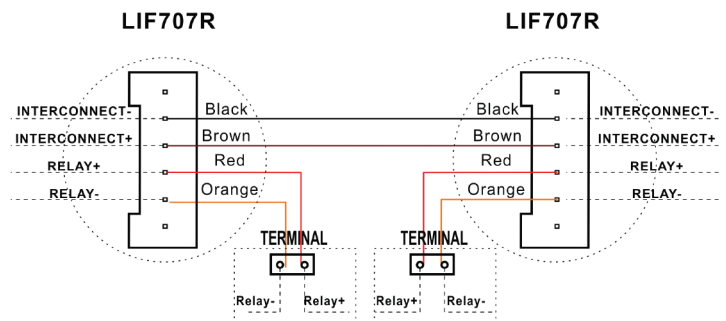 LIF707R LIF707R
INTERCONNECT- Black Black INTERCONNECT-
INTERCONNECT+ Brown Brown INTERCONNECT+
RELAY+ Red Red RELAY+
RELAY- Orange Orange RELAY-
TERMINAL TERMINAL
Relay- Relay+ Relay+ Relay-